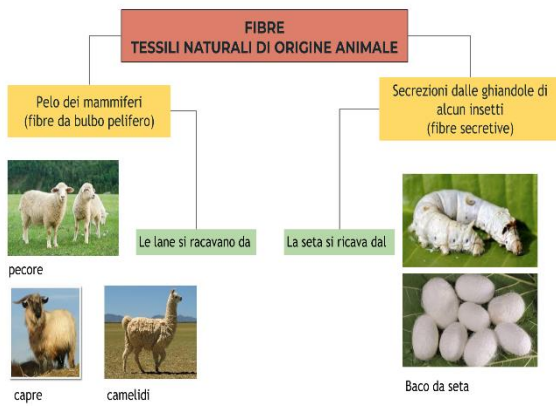 FIBRE
TESSILI NATURALI DI ORIGINE ANIMALE
Pelo dei mammiferi
(fibre da bulbo pelifero)
Secrezioni dalle ghiandole di
alcun insetti
(fibre secretive)
Le lane si racavano da
La seta si ricava dal
pecore
capre
camelidi
Baco da seta